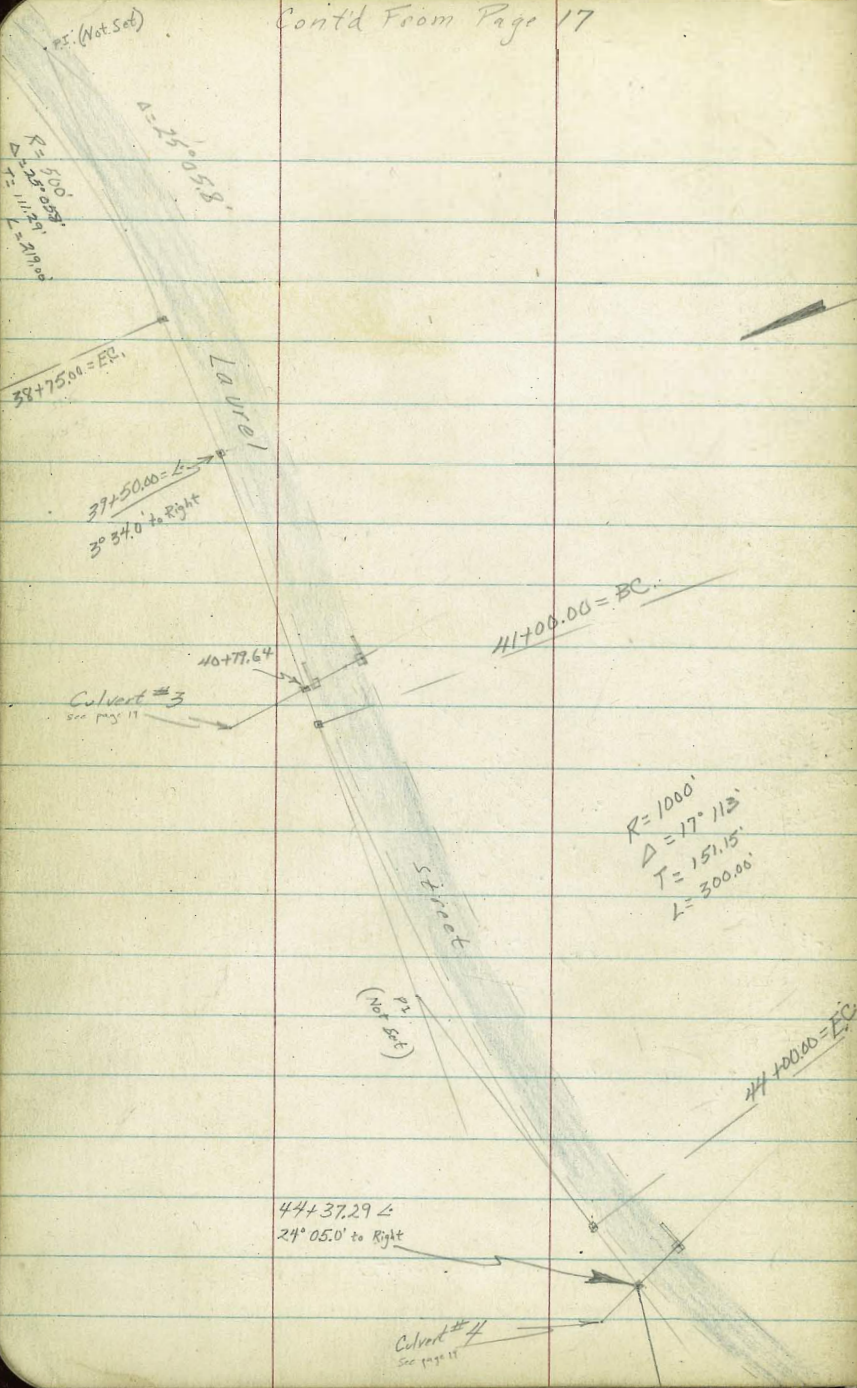 Cont'd From Page 17
P.I. (Not Set)
Δ = 25° 05.8'
R = 500'
Δ = 25° 05.8'
T = 111.29'
L = 219.00'
38+75.00 = EC.
Laurel
39+50.00 = ∠
3° 34.0' to Right
41+00.00 = BC.
40+79.64
Culvert #3
see page 19
R = 1000'
Δ = 17° 11.3'
T = 151.15'
L = 300.00'
Street
P.I.
(Not Set)
44+00.00 = EC.
44+37.29 ∠
24° 05.0' to Right
Culvert #4
See page 19